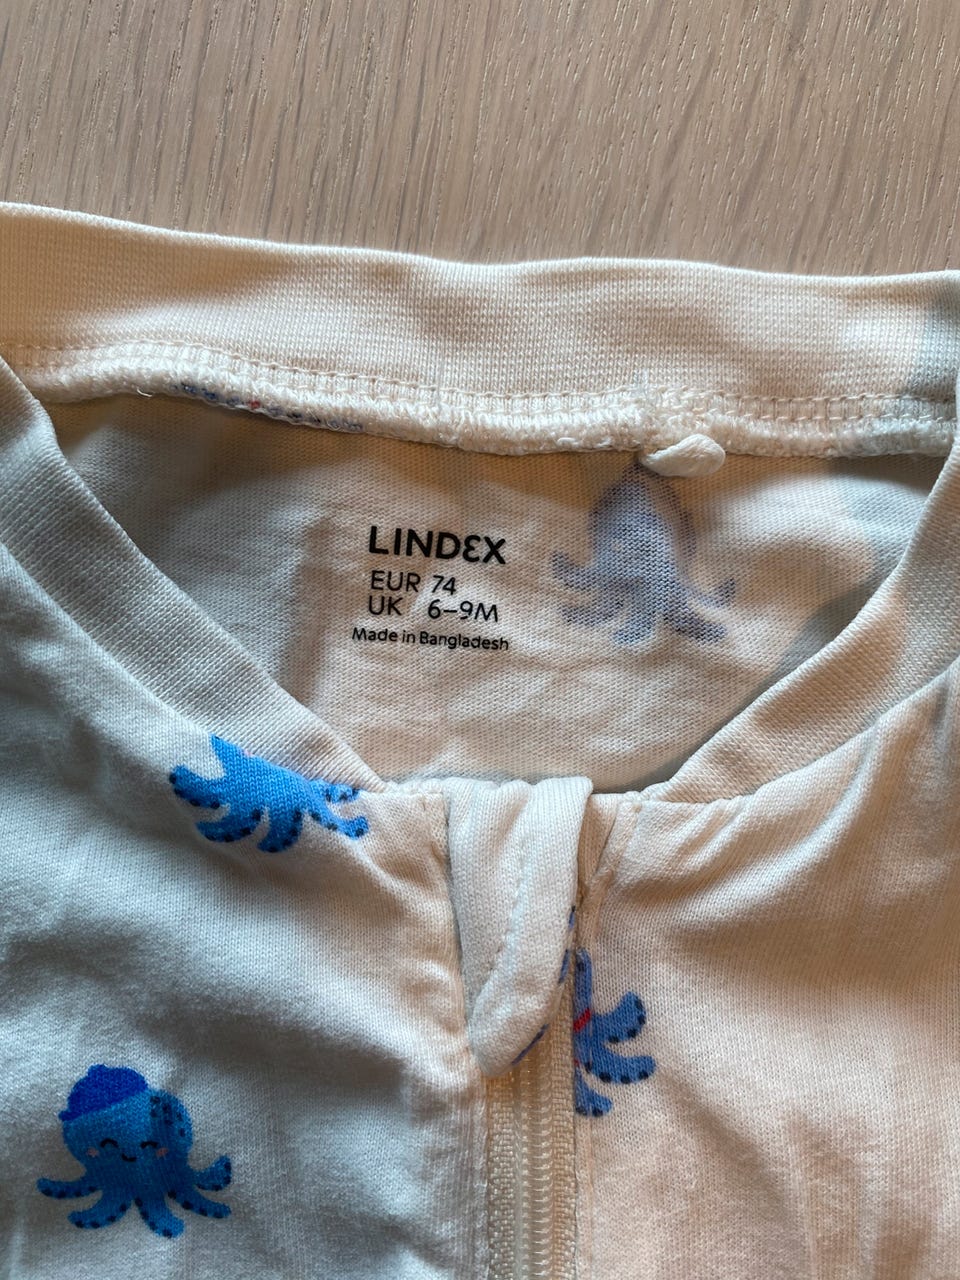 LINDEX
EUR 74
UK 6–9M
Made in Bangladesh